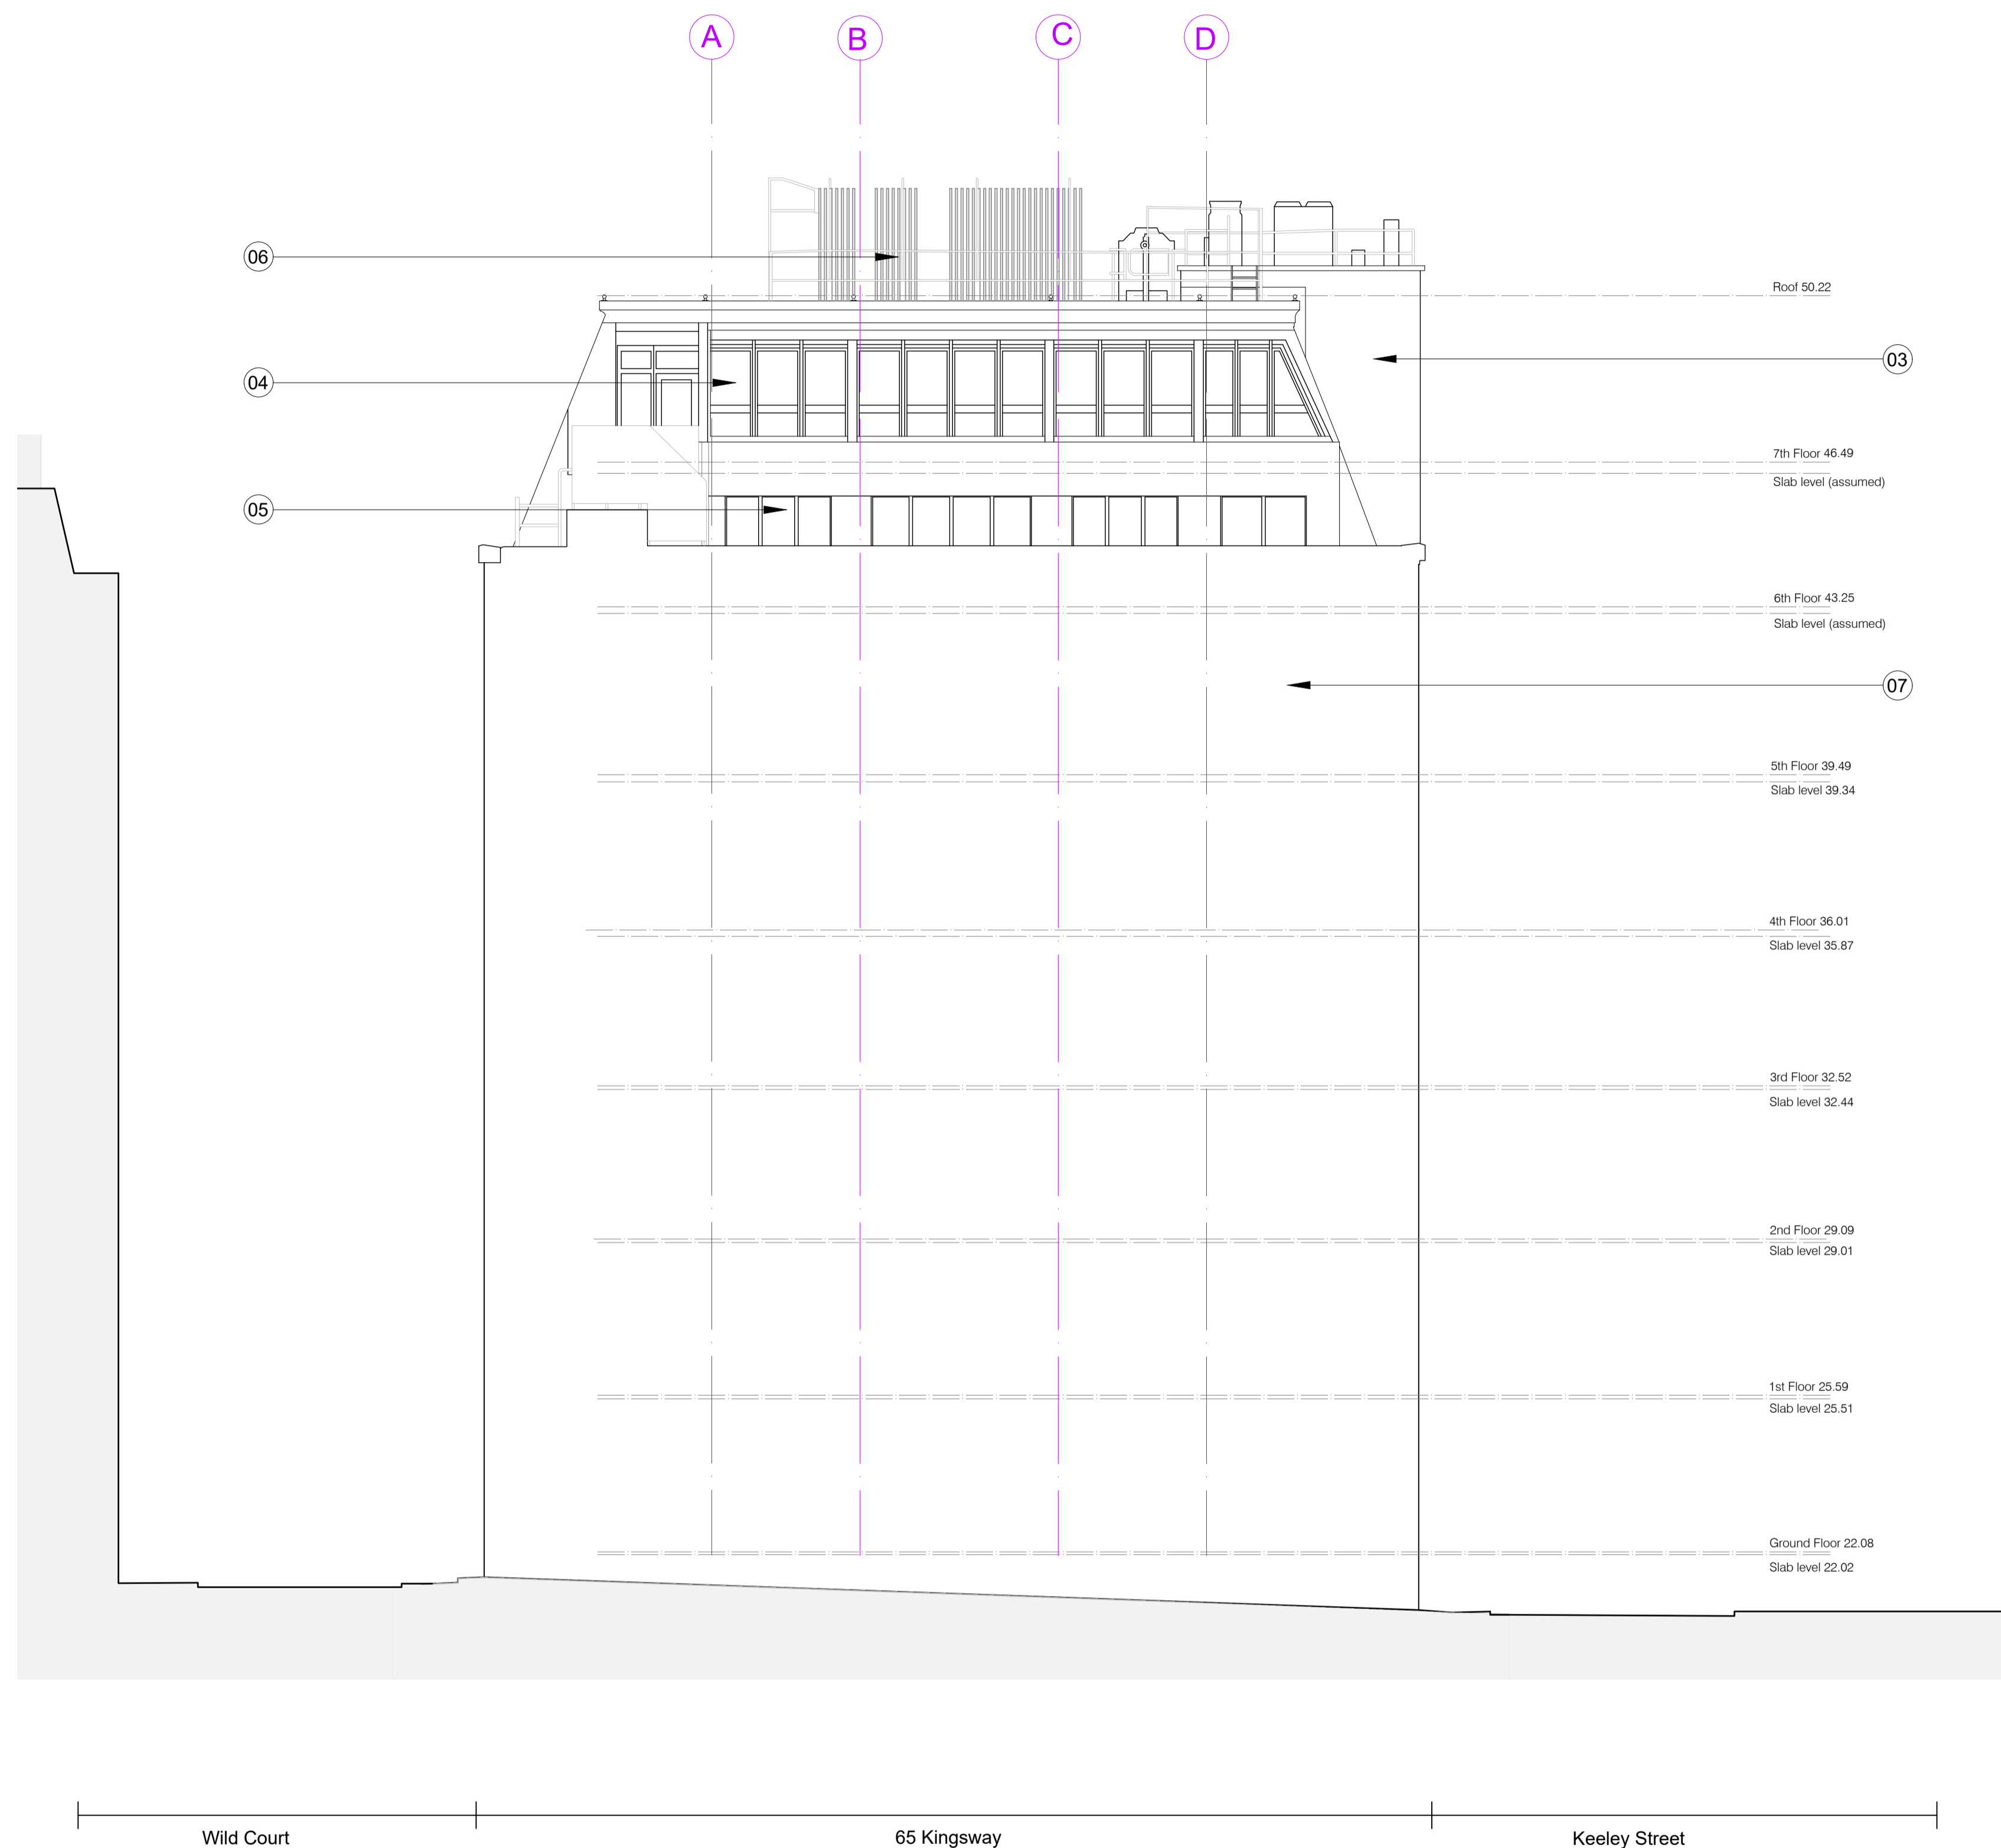 A
B
C
D
06
Roof 50.22
03
04
7th Floor 46.49
Slab level (assumed)
05
6th Floor 43.25
Slab level (assumed)
07
5th Floor 39.49
Slab level 39.34
4th Floor 36.01
Slab level 35.87
3rd Floor 32.52
Slab level 32.44
2nd Floor 29.09
Slab level 29.01
1st Floor 25.59
Slab level 25.51
Ground Floor 22.08
Slab level 22.02
Wild Court
65 Kingsway
Keeley Street